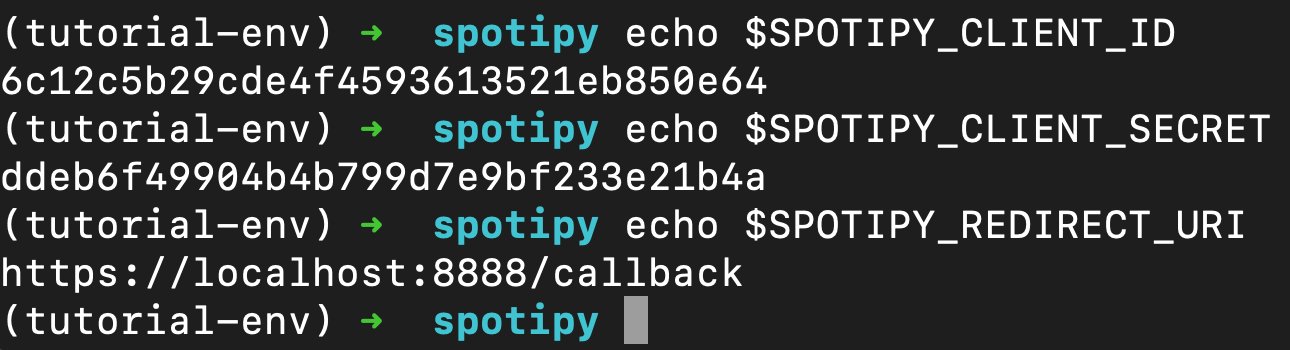 (tutorial-env) ➜  spotipy echo $SPOTIPY_CLIENT_ID
6c12c5b29cde4f4593613521eb850e64
(tutorial-env) ➜  spotipy echo $SPOTIPY_CLIENT_SECRET
ddeb6f49904b4b799d7e9bf233e21b4a
(tutorial-env) ➜  spotipy echo $SPOTIPY_REDIRECT_URI
https://localhost:8888/callback
(tutorial-env) ➜  spotipy